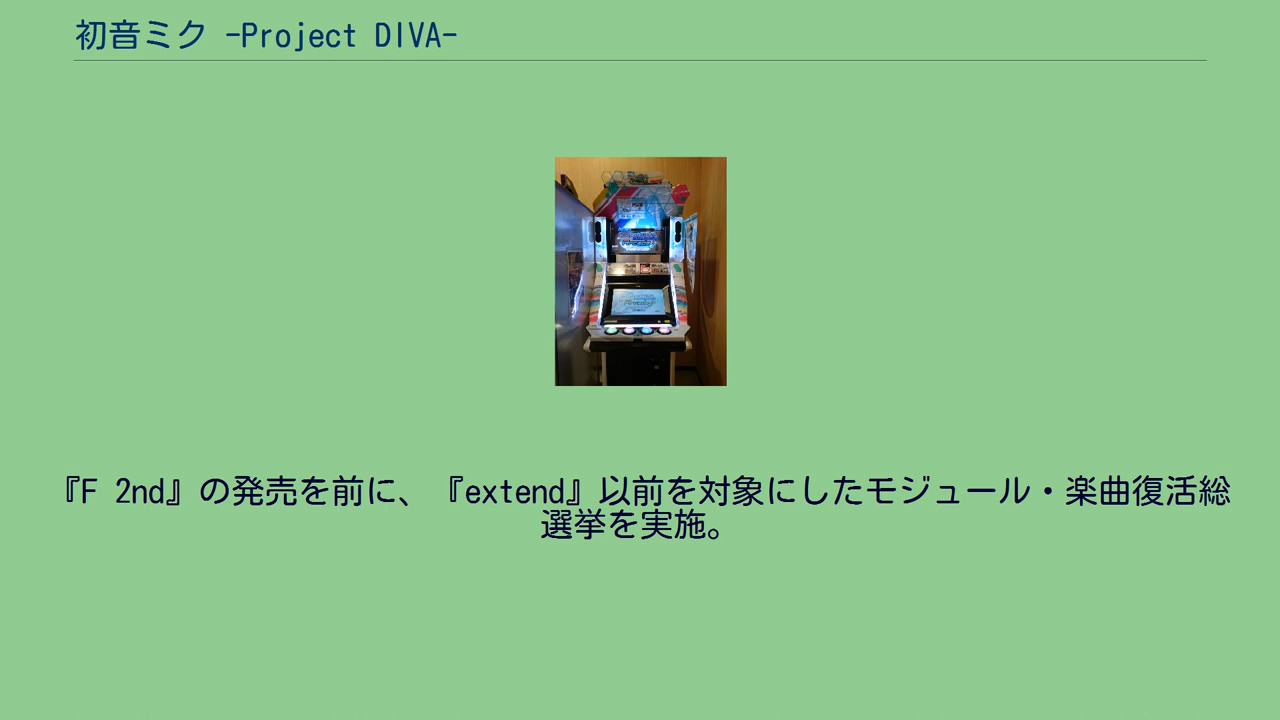 初音ミク -Project DIVA-
『F 2nd』の発売を前に、『extend』以前を対象にしたモジュール・楽曲復活総
選挙を実施。